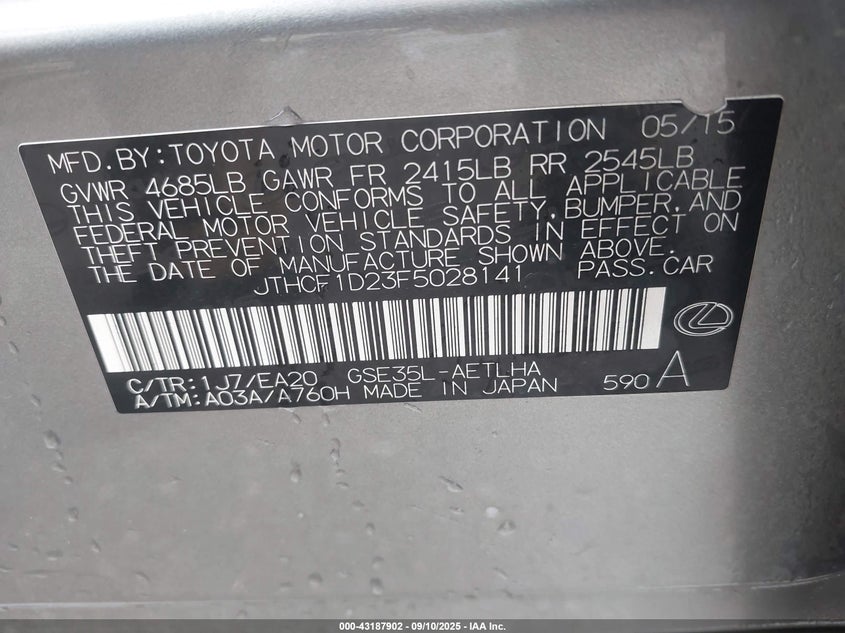 MFD.BY:TOYOTA MOTOR CORPORATION 05/15
GVWR 4685LB GAWR FR 2415LB RR 2545LB
THIS VEHICLE CONFORMS TO ALL APPLICABLE
FEDERAL MOTOR VEHICLE SAFETY,BUMPER,AND
THEFT PREVENTION STANDARDS IN EFFECT ON
THE DATE OF MANUFACTURE SHOWN ABOVE.
JTHCF1D23F5028141 PASS.CAR
C/TR:1J7/EA20 GSE35L-AETLHA
A/TM:A03A/A760H MADE IN JAPAN 590 A
000-43187902 - 09/10/2025 - IAA Inc.